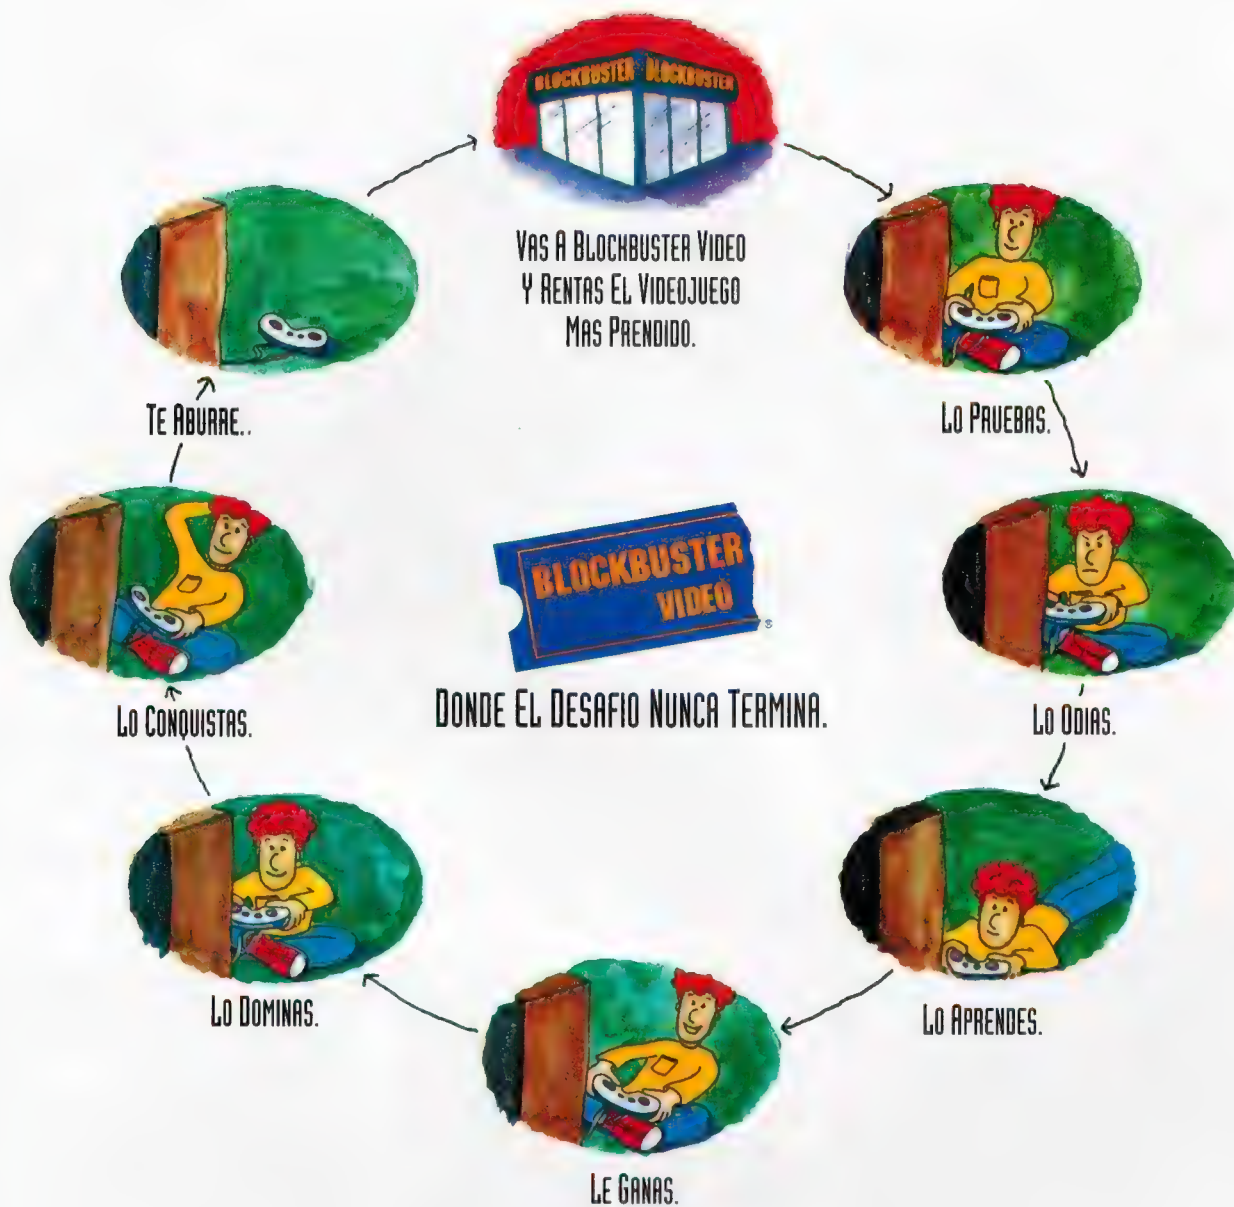 BLOCKBUSTER BLOCKBUSTER
VAS A BLOCKBUSTER VIDEO
Y RENTAS EL VIDEOJUEGO
MAS PRENDIDO.
LO PRUEBAS.
LO ODIAS.
LO APRENDES.
LE GANAS.
LO DOMINAS.
LO CONQUISTAS.
TE ABURRE..
BLOCKBUSTER
VIDEO
®
DONDE EL DESAFIO NUNCA TERMINA.